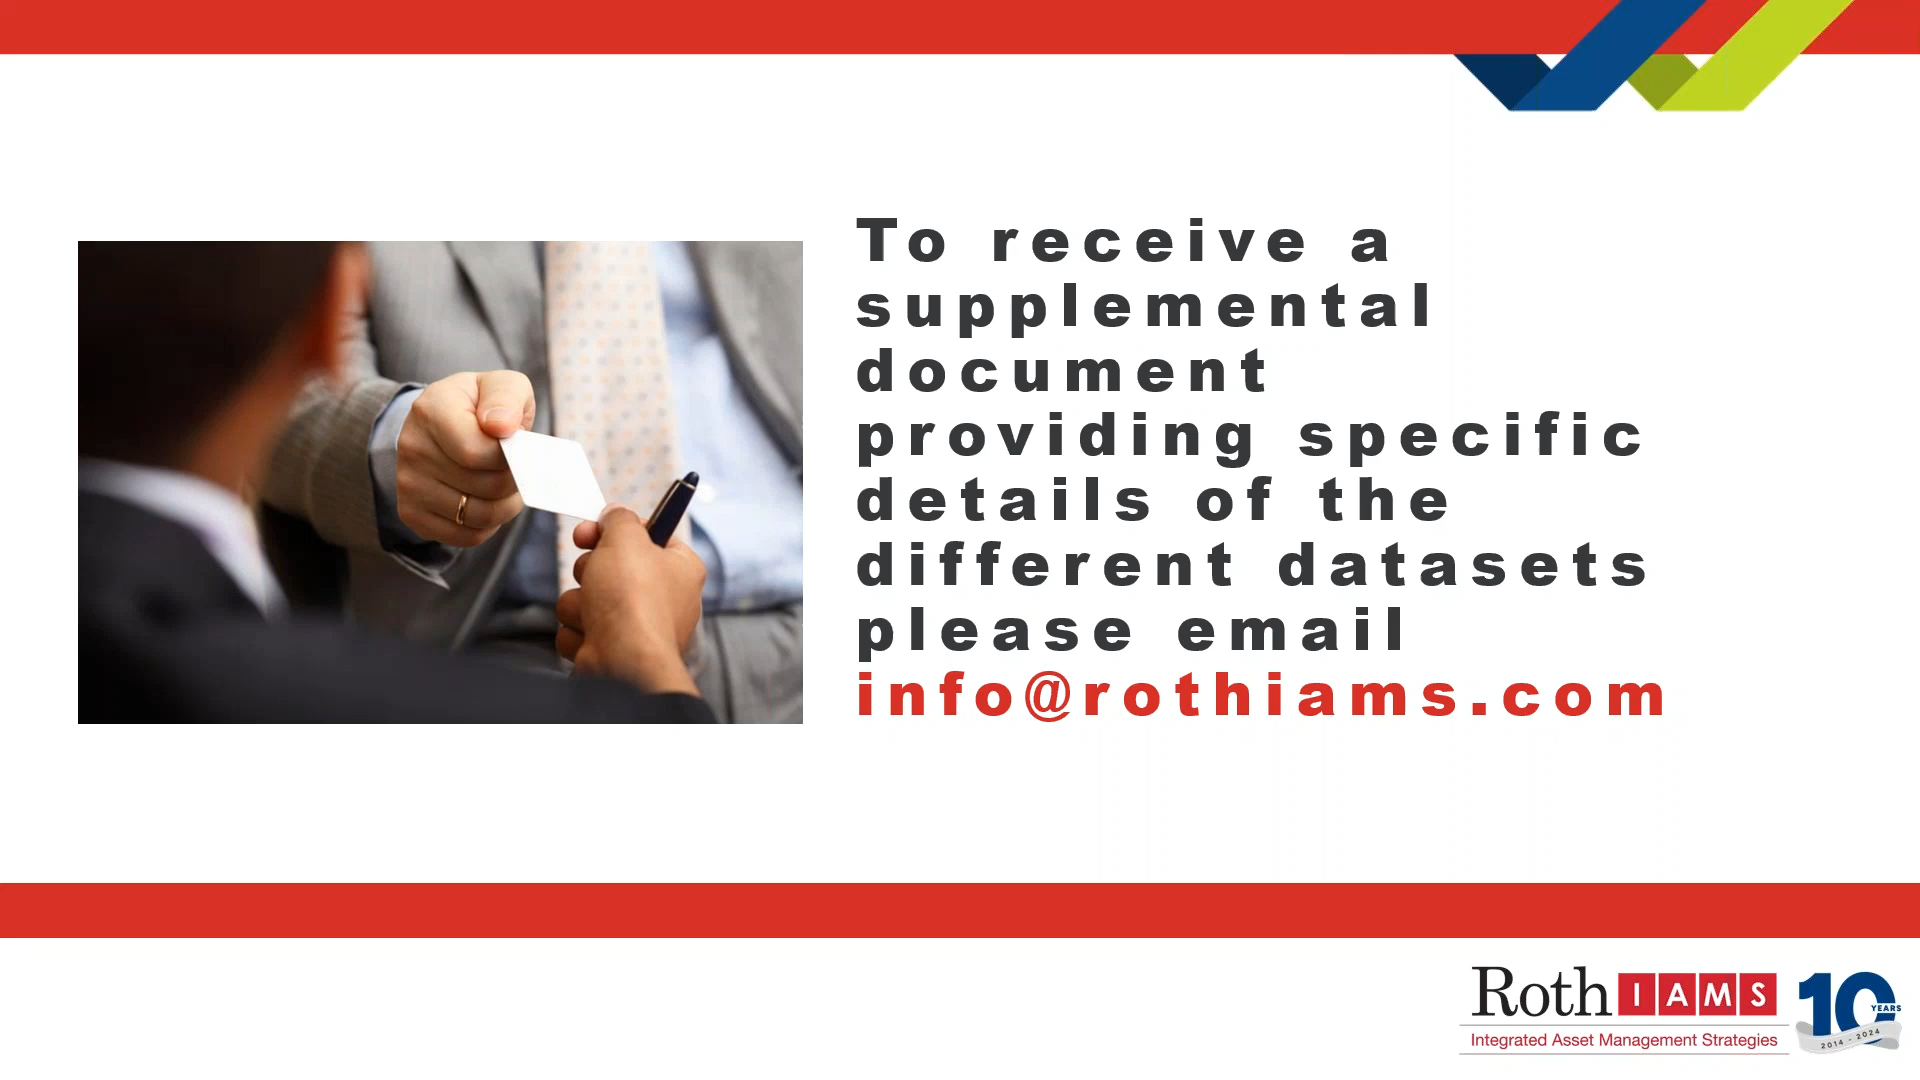 To receive a
supplemental
document
providing specific
details of the
different datasets
please email
info@rothiams.com
Roth IAMS
Integrated Asset Management Strategies
10 YEARS
2014 - 2024